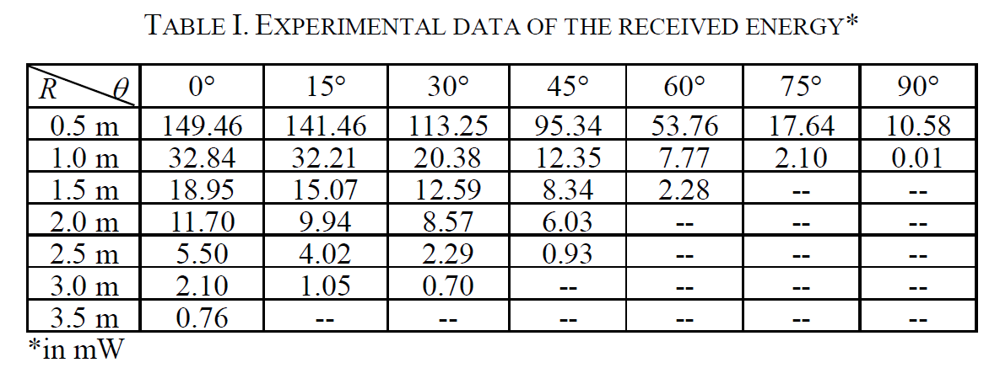 TABLE I. EXPERIMENTAL DATA OF THE RECEIVED ENERGY*
R θ 0° 15° 30° 45° 60° 75° 90°
0.5 m 149.46 141.46 113.25 95.34 53.76 17.64 10.58
1.0 m 32.84 32.21 20.38 12.35 7.77 2.10 0.01
1.5 m 18.95 15.07 12.59 8.34 2.28 -- --
2.0 m 11.70 9.94 8.57 6.03 -- -- --
2.5 m 5.50 4.02 2.29 0.93 -- -- --
3.0 m 2.10 1.05 0.70 -- -- -- --
3.5 m 0.76 -- -- -- -- -- --
*in mW